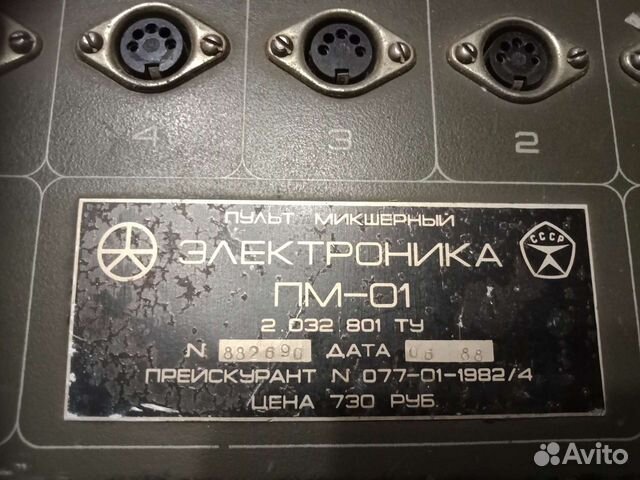 4 3 2
ПУЛЬТ МИКШЕРНЫЙ
ЭЛЕКТРОНИКА
СССР
ПМ-01
2.032 801 ТУ
N 882690 ДАТА 06 88
ПРЕЙСКУРАНТ N 077-01-1982/4
ЦЕНА 730 РУБ.
Avito